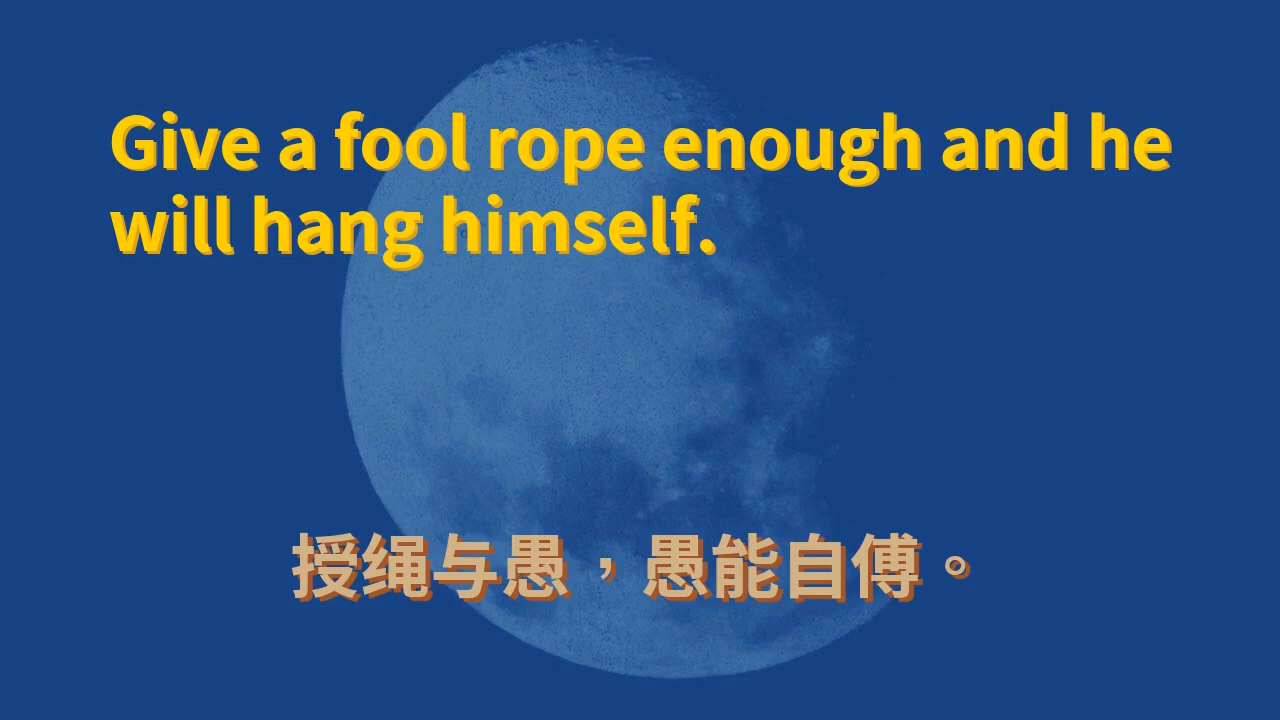 Give a fool rope enough and he
will hang himself.
授绳与愚，愚能自傅。